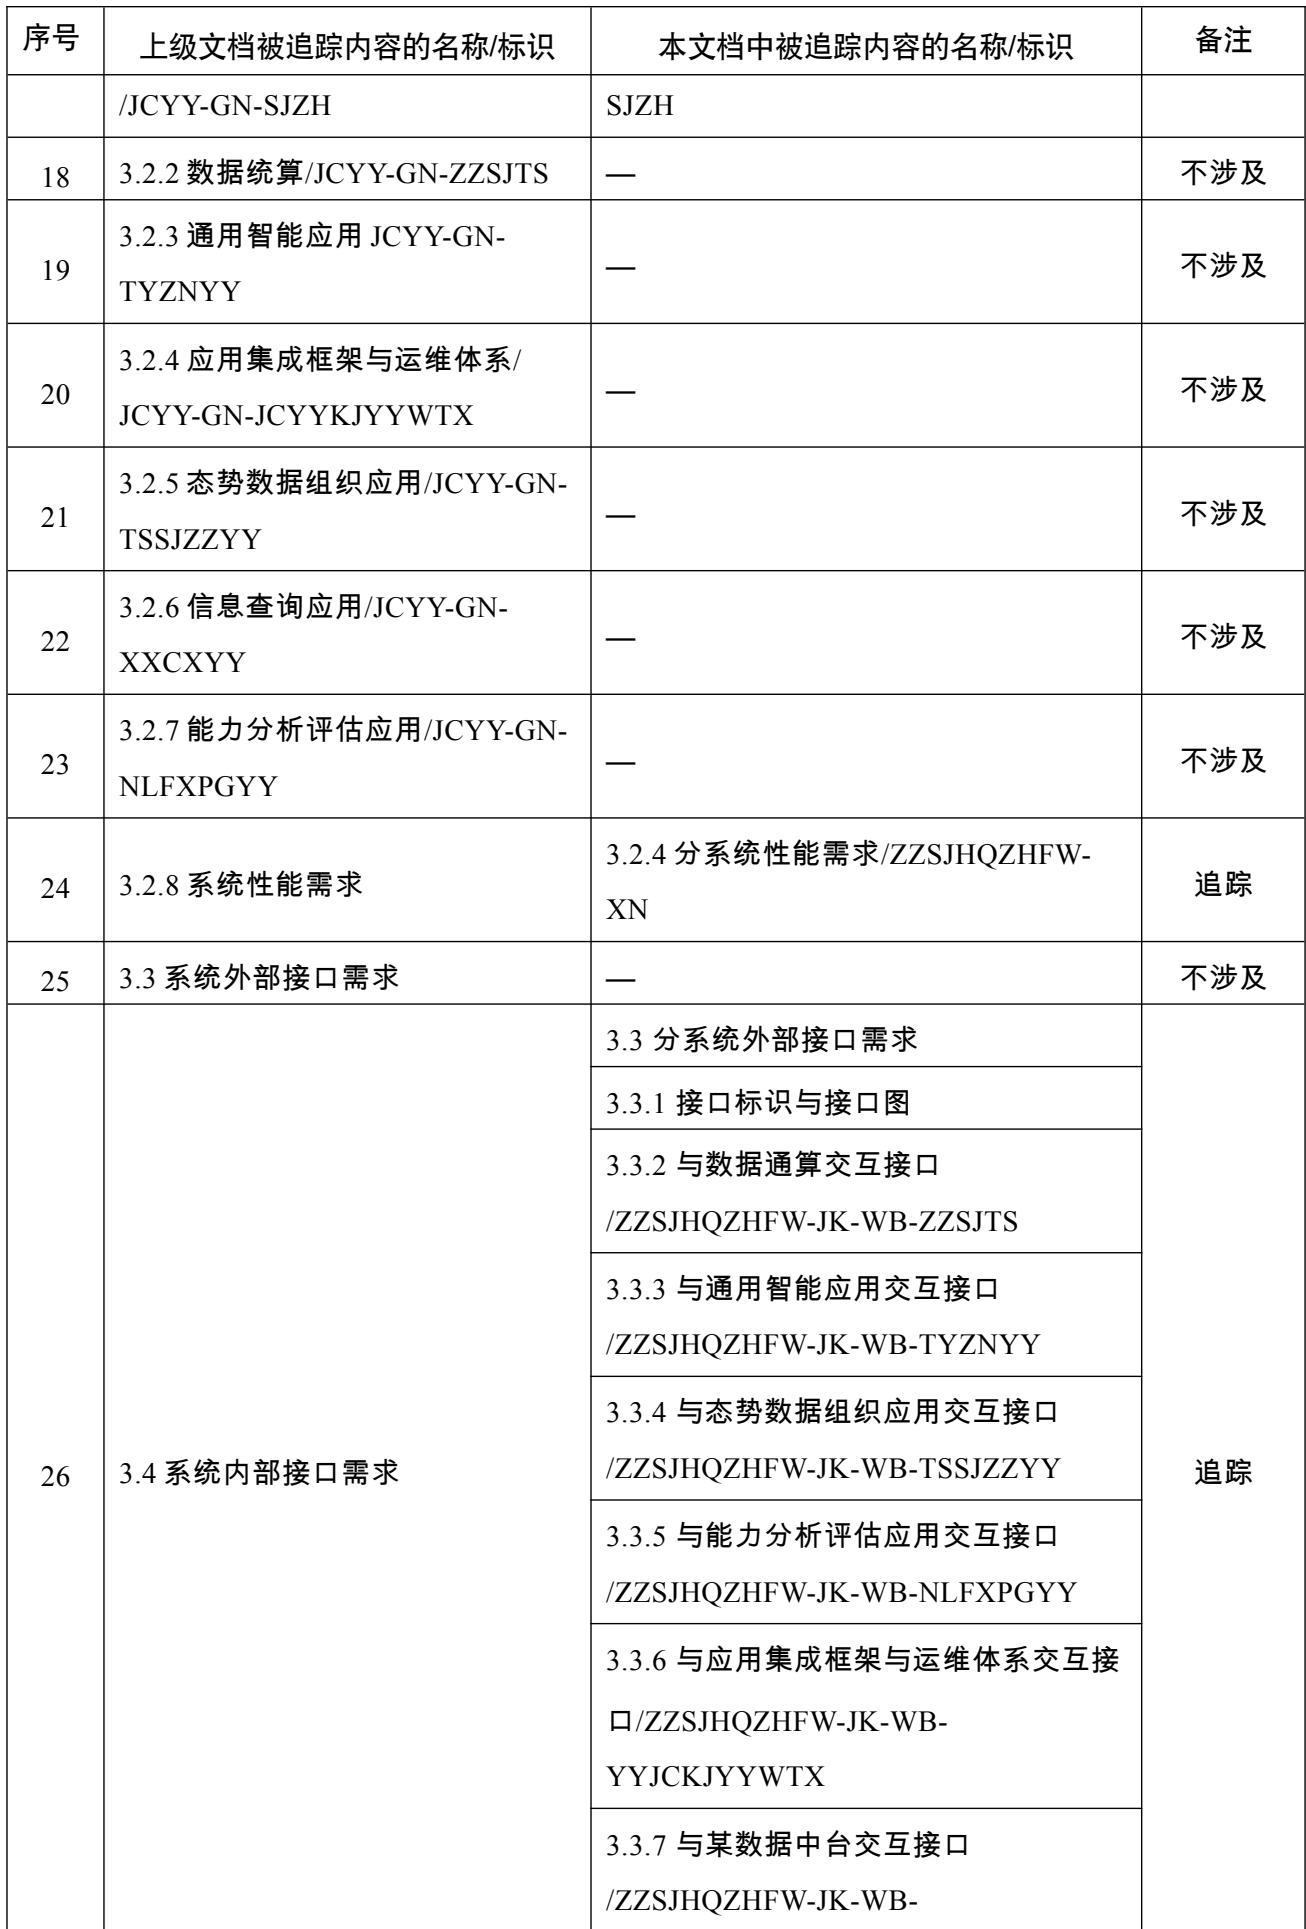 序号 上级文档被追踪内容的名称/标识 本文档中被追踪内容的名称/标识 备注
/JCYY-GN-SJZH SJZH
18 3.2.2 数据统算/JCYY-GN-ZZSJTS — 不涉及
19 3.2.3 通用智能应用 JCYY-GN-
TYZNYY
— 不涉及
20 3.2.4 应用集成框架与运维体系/
JCYY-GN-JCYYKJYYWTX
— 不涉及
21 3.2.5 态势数据组织应用/JCYY-GN-
TSSJZZYY
— 不涉及
22 3.2.6 信息查询应用/JCYY-GN-
XXCXYY
— 不涉及
23 3.2.7 能力分析评估应用/JCYY-GN-
NLFXPGYY
— 不涉及
24 3.2.8 系统性能需求
3.2.4 分系统性能需求/ZZSJHQZHFW-
XN
追踪
25 3.3 系统外部接口需求 — 不涉及
26 3.4 系统内部接口需求
3.3 分系统外部接口需求
3.3.1 接口标识与接口图
3.3.2 与数据通算交互接口
/ZZSJHQZHFW-JK-WB-ZZSJTS
3.3.3 与通用智能应用交互接口
/ZZSJHQZHFW-JK-WB-TYZNYY
3.3.4 与态势数据组织应用交互接口
/ZZSJHQZHFW-JK-WB-TSSJZZYY
3.3.5 与能力分析评估应用交互接口
/ZZSJHQZHFW-JK-WB-NLFXPGYY
3.3.6 与应用集成框架与运维体系交互接
口/ZZSJHQZHFW-JK-WB-
YYJCKJYYWTX
3.3.7 与某数据中台交互接口
/ZZSJHQZHFW-JK-WB-
追踪